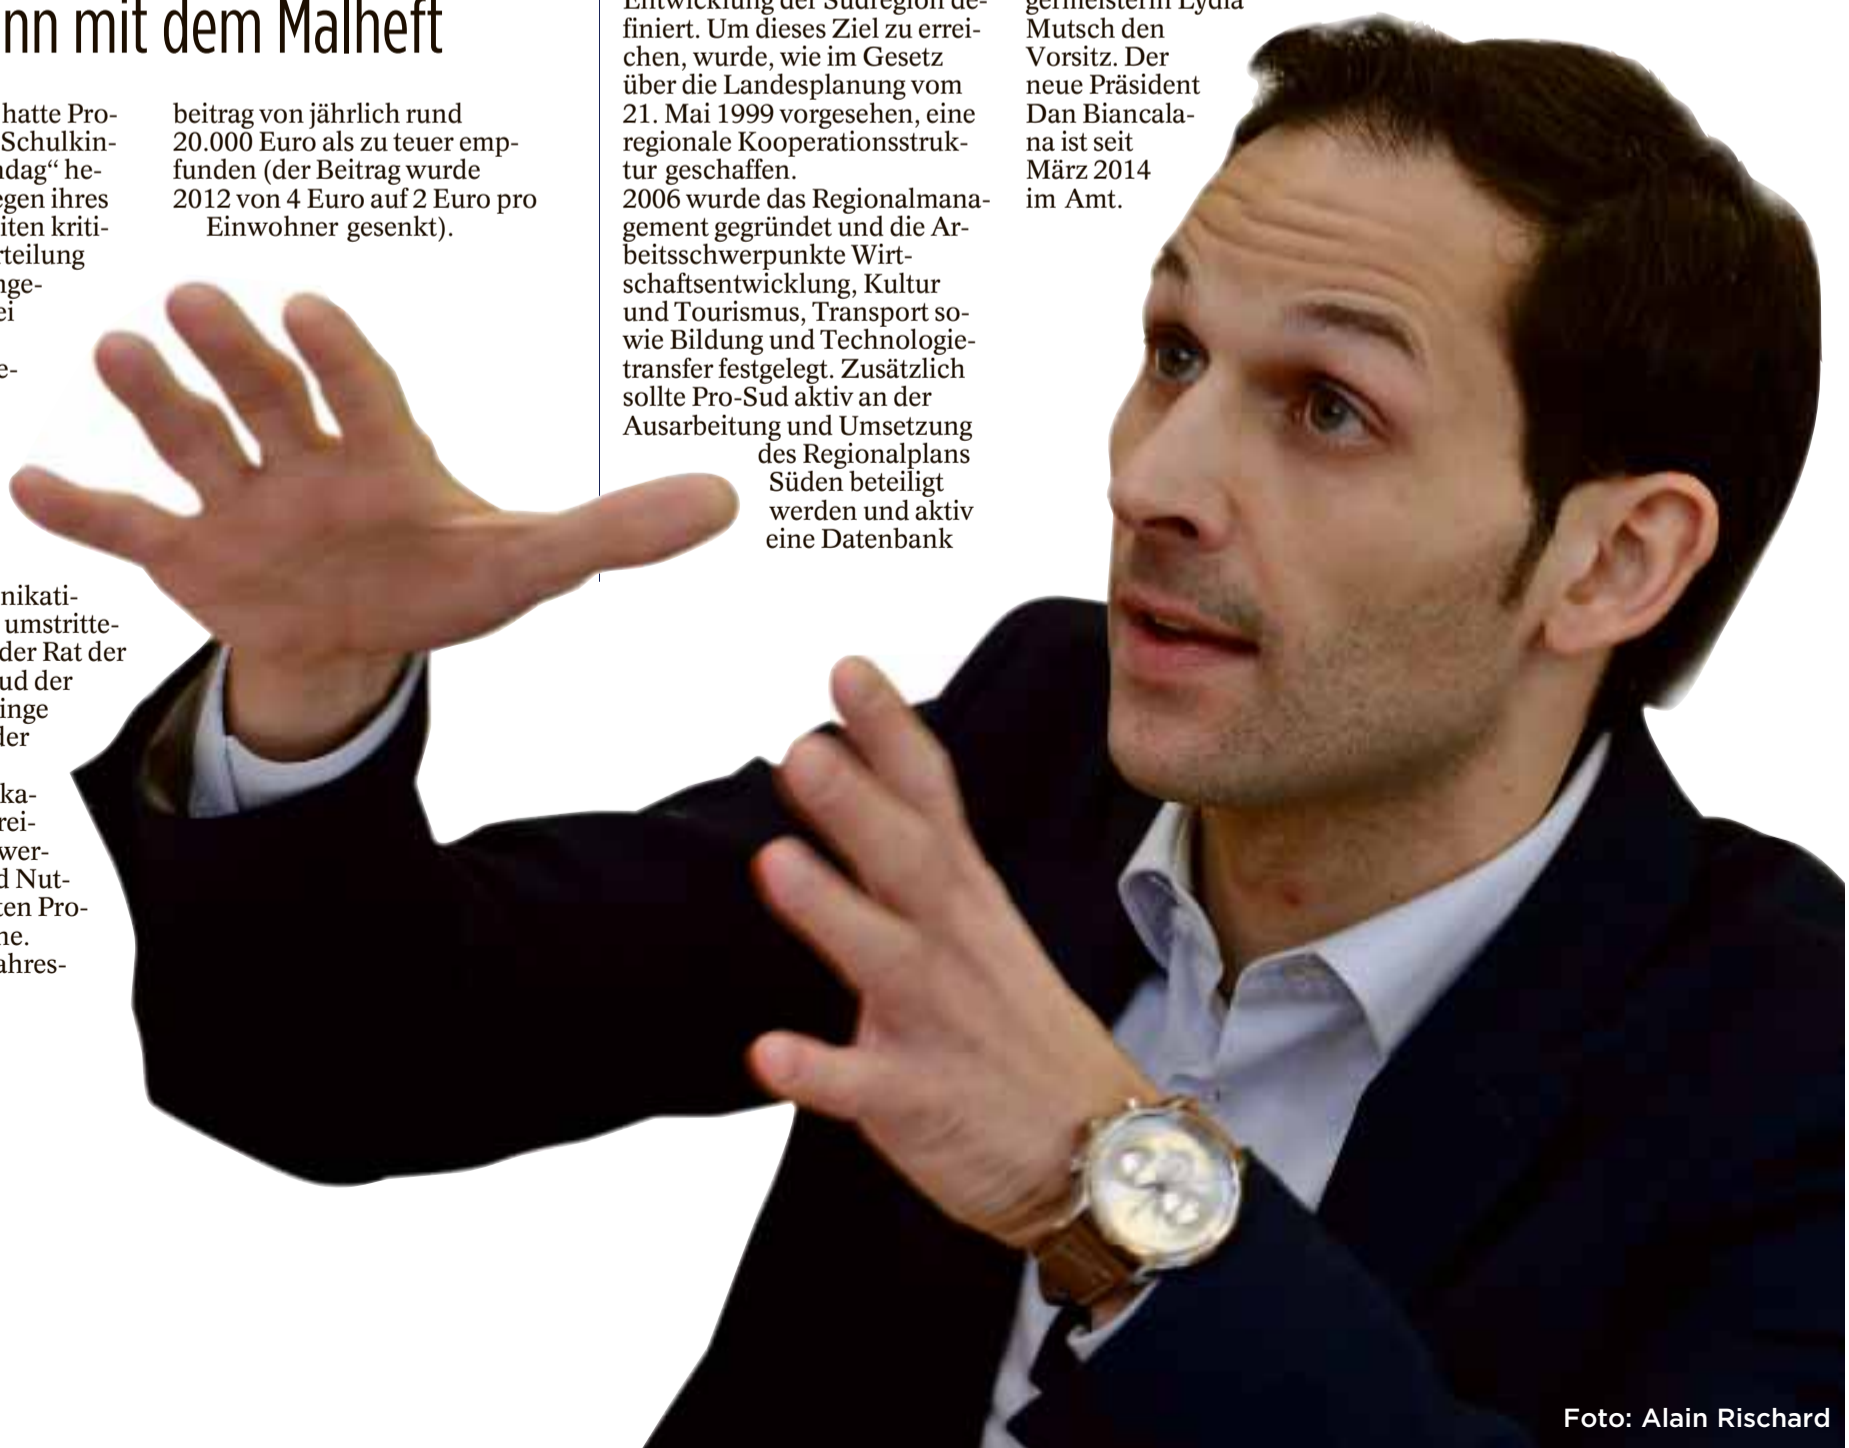 nn mit dem Malheft
hatte Pro-
Schulkin-
ndag“ he-
egen ihres
iten kriti-
rteilung
nge-
ei
e-
nikati-
umstritte-
der Rat der
ud der
inge
der
ka-
rei-
wer-
d Nut-
ten Pro-
ne.
ahres-
beitrag von jährlich rund
20.000 Euro als zu teuer emp-
funden (der Beitrag wurde
2012 von 4 Euro auf 2 Euro pro
Einwohner gesenkt).
Entwicklung der Südregion de-
finiert. Um dieses Ziel zu errei-
chen, wurde, wie im Gesetz
über die Landesplanung vom
21. Mai 1999 vorgesehen, eine
regionale Kooperationsstruk-
tur geschaffen.
2006 wurde das Regionalmana-
gement gegründet und die Ar-
beitsschwerpunkte Wirt-
schaftsentwicklung, Kultur
und Tourismus, Transport so-
wie Bildung und Technologie-
transfer festgelegt. Zusätzlich
sollte Pro-Sud aktiv an der
Ausarbeitung und Umsetzung
des Regionalplans
Süden beteiligt
werden und aktiv
eine Datenbank
germeisterin Lydia
Mutsch den
Vorsitz. Der
neue Präsident
Dan Biancala-
na ist seit
März 2014
im Amt.
Foto: Alain Rischard